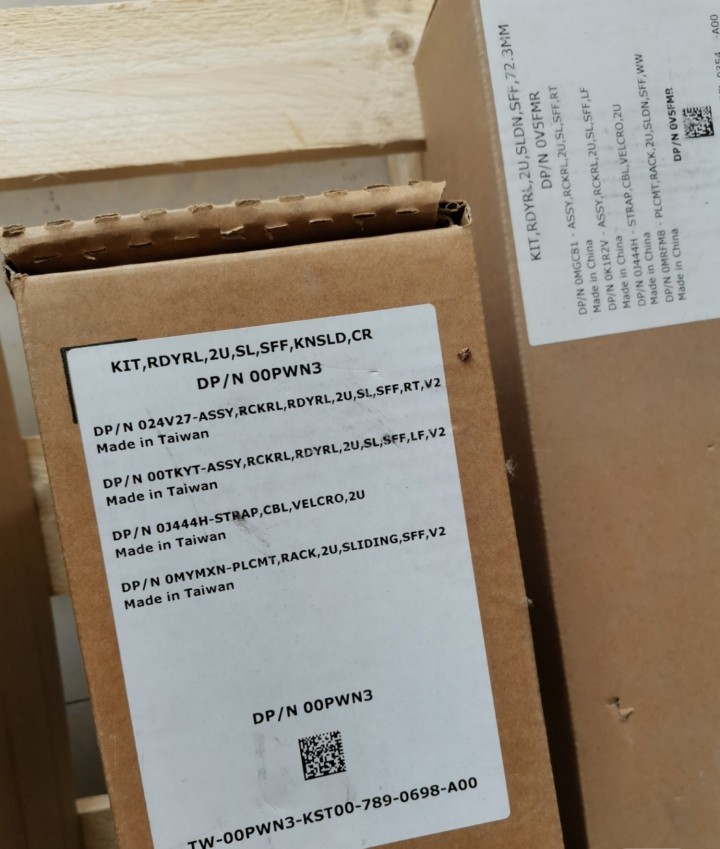 KIT,RDYRL,2U,SL,SFF,KNSLD,CR
DP/N 00PWN3
DP/N 024V27-ASSY,RCKRL,RDYRL,2U,SL,SFF,RT,V2
Made in Taiwan
DP/N 00TKYT-ASSY,RCKRL,RDYRL,2U,SL,SFF,LF,V2
Made in Taiwan
DP/N 0J444H-STRAP,CBL,VELCRO,2U
Made in Taiwan
DP/N 0MYMXN-PLCMT,RACK,2U,SLIDING,SFF,V2
Made in Taiwan
DP/N 00PWN3
TW-00PWN3-KST00-789-0698-A00
KIT,RDYRL,2U,SLDN,SFF,72.3MM
DP/N 0V5FMR
DP/N 0MGCB1 - ASSY,RCKRL,2U,SL,SFF,RT
Made in China
DP/N 0K1R2V - ASSY,RCKRL,2U,SL,SFF,LF
Made in China
DP/N 0J444H - STRAP,CBL,VELCRO,2U
Made in China
DP/N 0MRFM8 - PLCMT,RACK,2U,SLDN,SFF,WW
Made in China
DP/N 0V5FMR
-A00